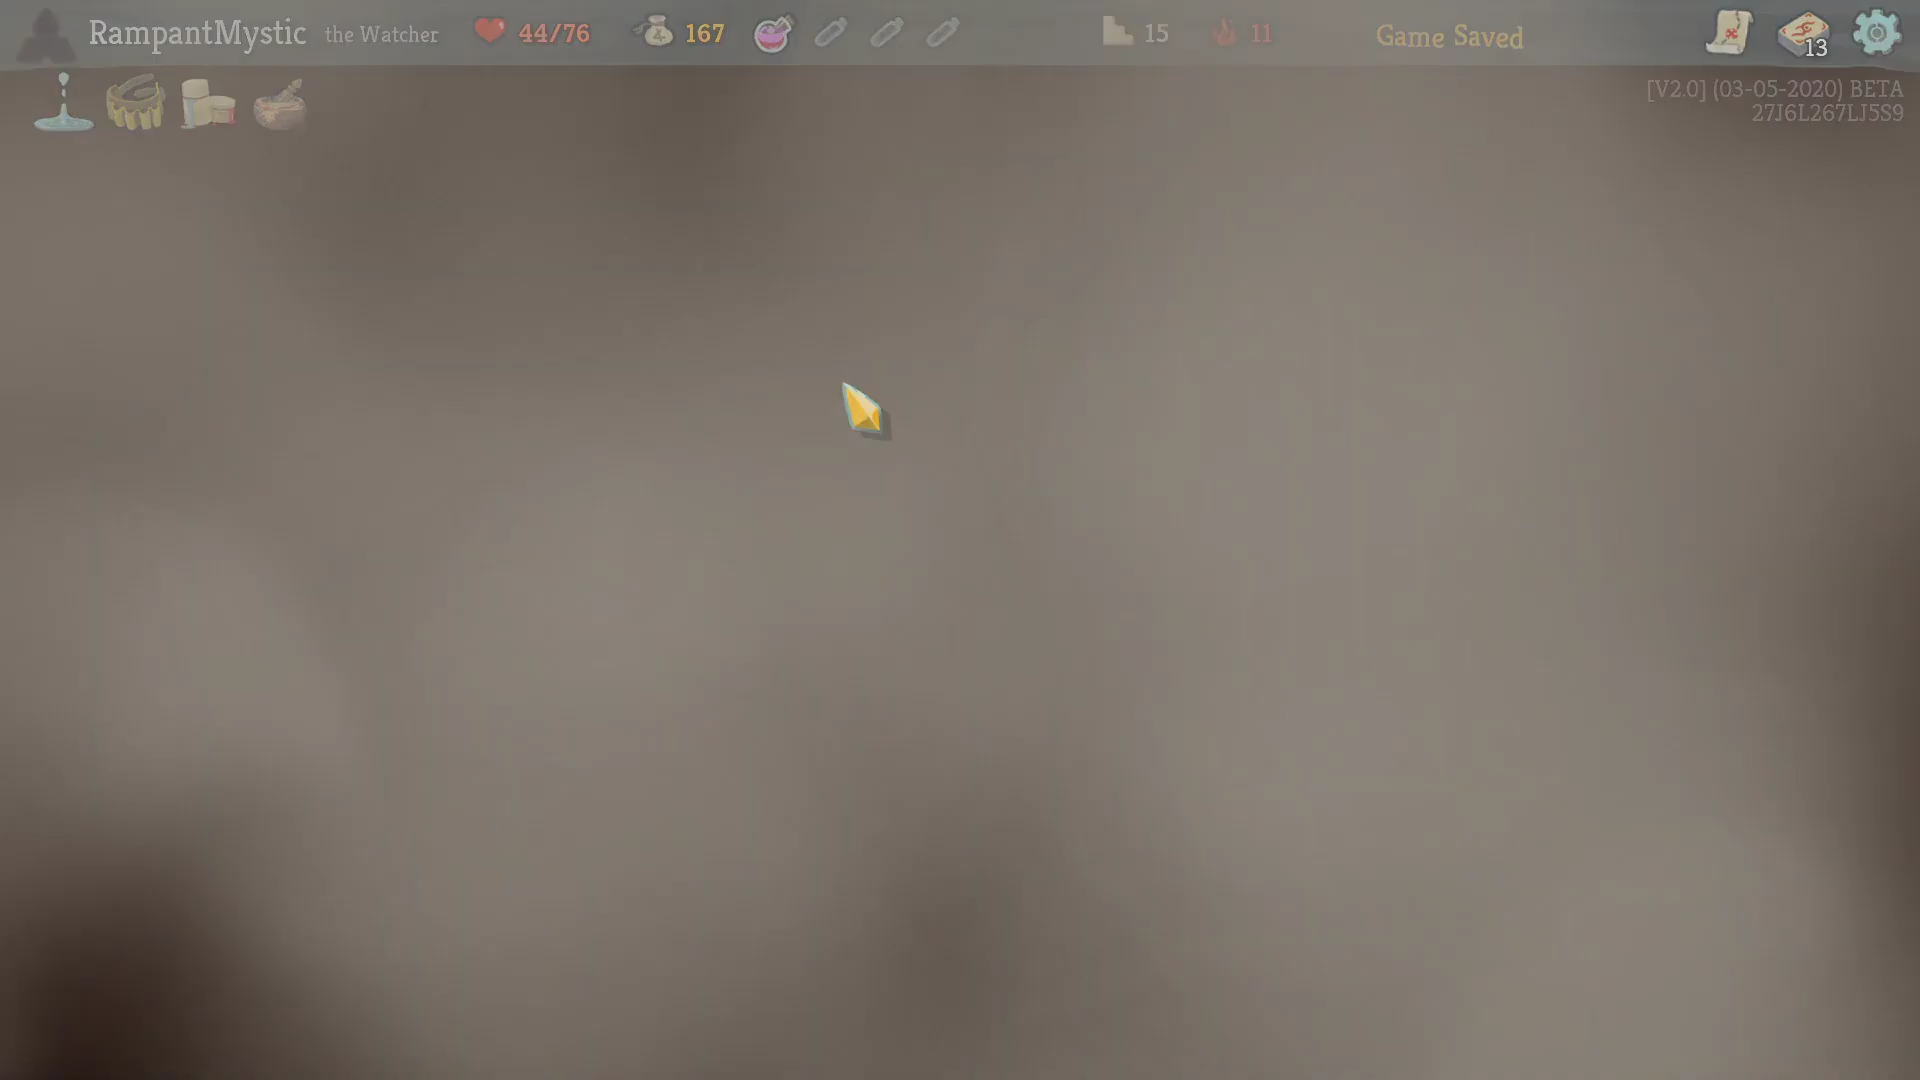 RampantMystic the Watcher 44/76 167 15 11 Game Saved 13
[V2.0] (03-05-2020) BETA
27J6L267LJ5S9